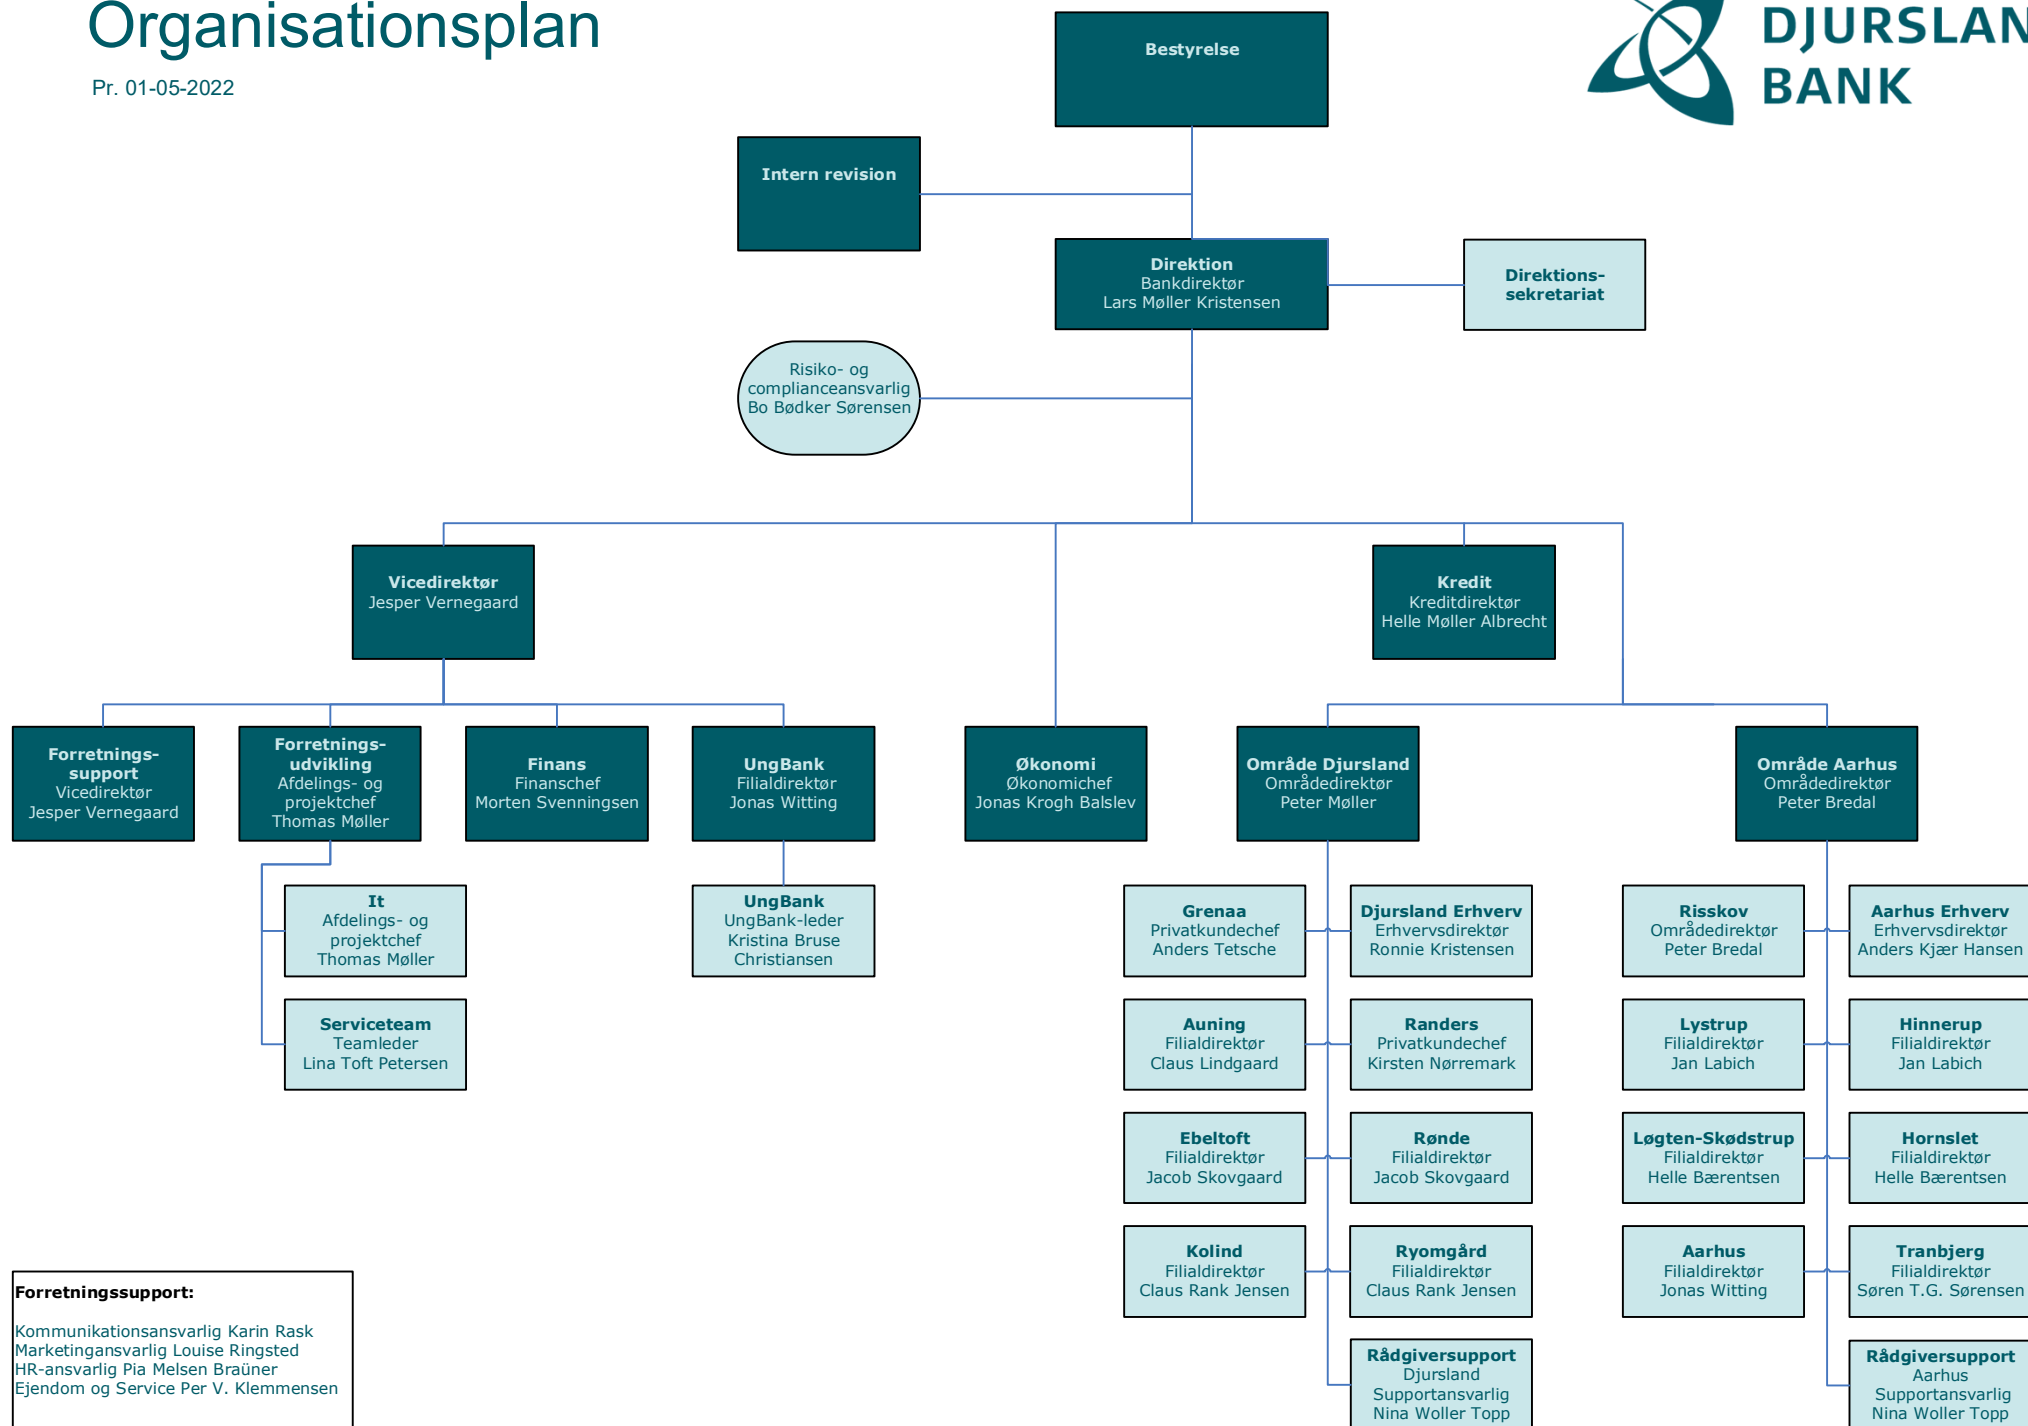 Organisationsplan
Pr. 01-05-2022
DJURSLAN
BANK
Bestyrelse
Intern revision
Direktion
Bankdirektør
Lars Møller Kristensen
Direktions-
sekretariat
Risiko- og
complianceansvarlig
Bo Bødker Sørensen
Vicedirektør
Jesper Vernegaard
Kredit
Kreditdirektør
Helle Møller Albrecht
Forretnings-
support
Vicedirektør
Jesper Vernegaard
Forretnings-
udvikling
Afdelings- og
projektchef
Thomas Møller
Finans
Finanschef
Morten Svenningsen
UngBank
Filialdirektør
Jonas Witting
Økonomi
Økonomichef
Jonas Krogh Balslev
Område Djursland
Områdedirektør
Peter Møller
Område Aarhus
Områdedirektør
Peter Bredal
It
Afdelings- og
projektchef
Thomas Møller
Serviceteam
Teamleder
Lina Toft Petersen
UngBank
UngBank-leder
Kristina Bruse
Christiansen
Grenaa
Privatkundechef
Anders Tetsche
Djursland Erhverv
Erhvervsdirektør
Ronnie Kristensen
Auning
Filialdirektør
Claus Lindgaard
Randers
Privatkundechef
Kirsten Nørremark
Ebeltoft
Filialdirektør
Jacob Skovgaard
Rønde
Filialdirektør
Jacob Skovgaard
Kolind
Filialdirektør
Claus Rank Jensen
Ryomgård
Filialdirektør
Claus Rank Jensen
Rådgiversupport
Djursland
Supportansvarlig
Nina Woller Topp
Risskov
Områdedirektør
Peter Bredal
Aarhus Erhverv
Erhvervsdirektør
Anders Kjær Hansen
Lystrup
Filialdirektør
Jan Labich
Hinnerup
Filialdirektør
Jan Labich
Løgten-Skødstrup
Filialdirektør
Helle Bærentsen
Hornslet
Filialdirektør
Helle Bærentsen
Aarhus
Filialdirektør
Jonas Witting
Tranbjerg
Filialdirektør
Søren T.G. Sørensen
Rådgiversupport
Aarhus
Supportansvarlig
Nina Woller Topp
Forretningssupport:
Kommunikationsansvarlig Karin Rask
Marketingansvarlig Louise Ringsted
HR-ansvarlig Pia Melsen Braüner
Ejendom og Service Per V. Klemmensen